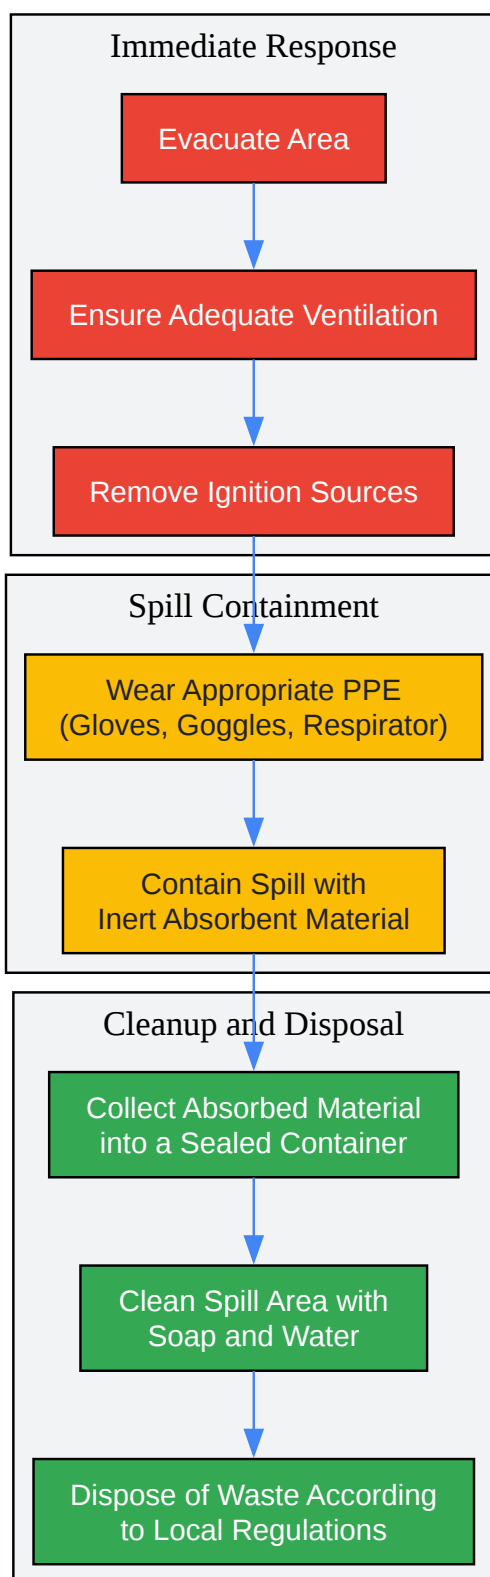 Immediate Response
Evacuate Area
Ensure Adequate Ventilation
Remove Ignition Sources
Spill Containment
Wear Appropriate PPE
(Gloves, Goggles, Respirator)
Contain Spill with
Inert Absorbent Material
Cleanup and Disposal
Collect Absorbed Material
into a Sealed Container
Clean Spill Area with
Soap and Water
Dispose of Waste According
to Local Regulations